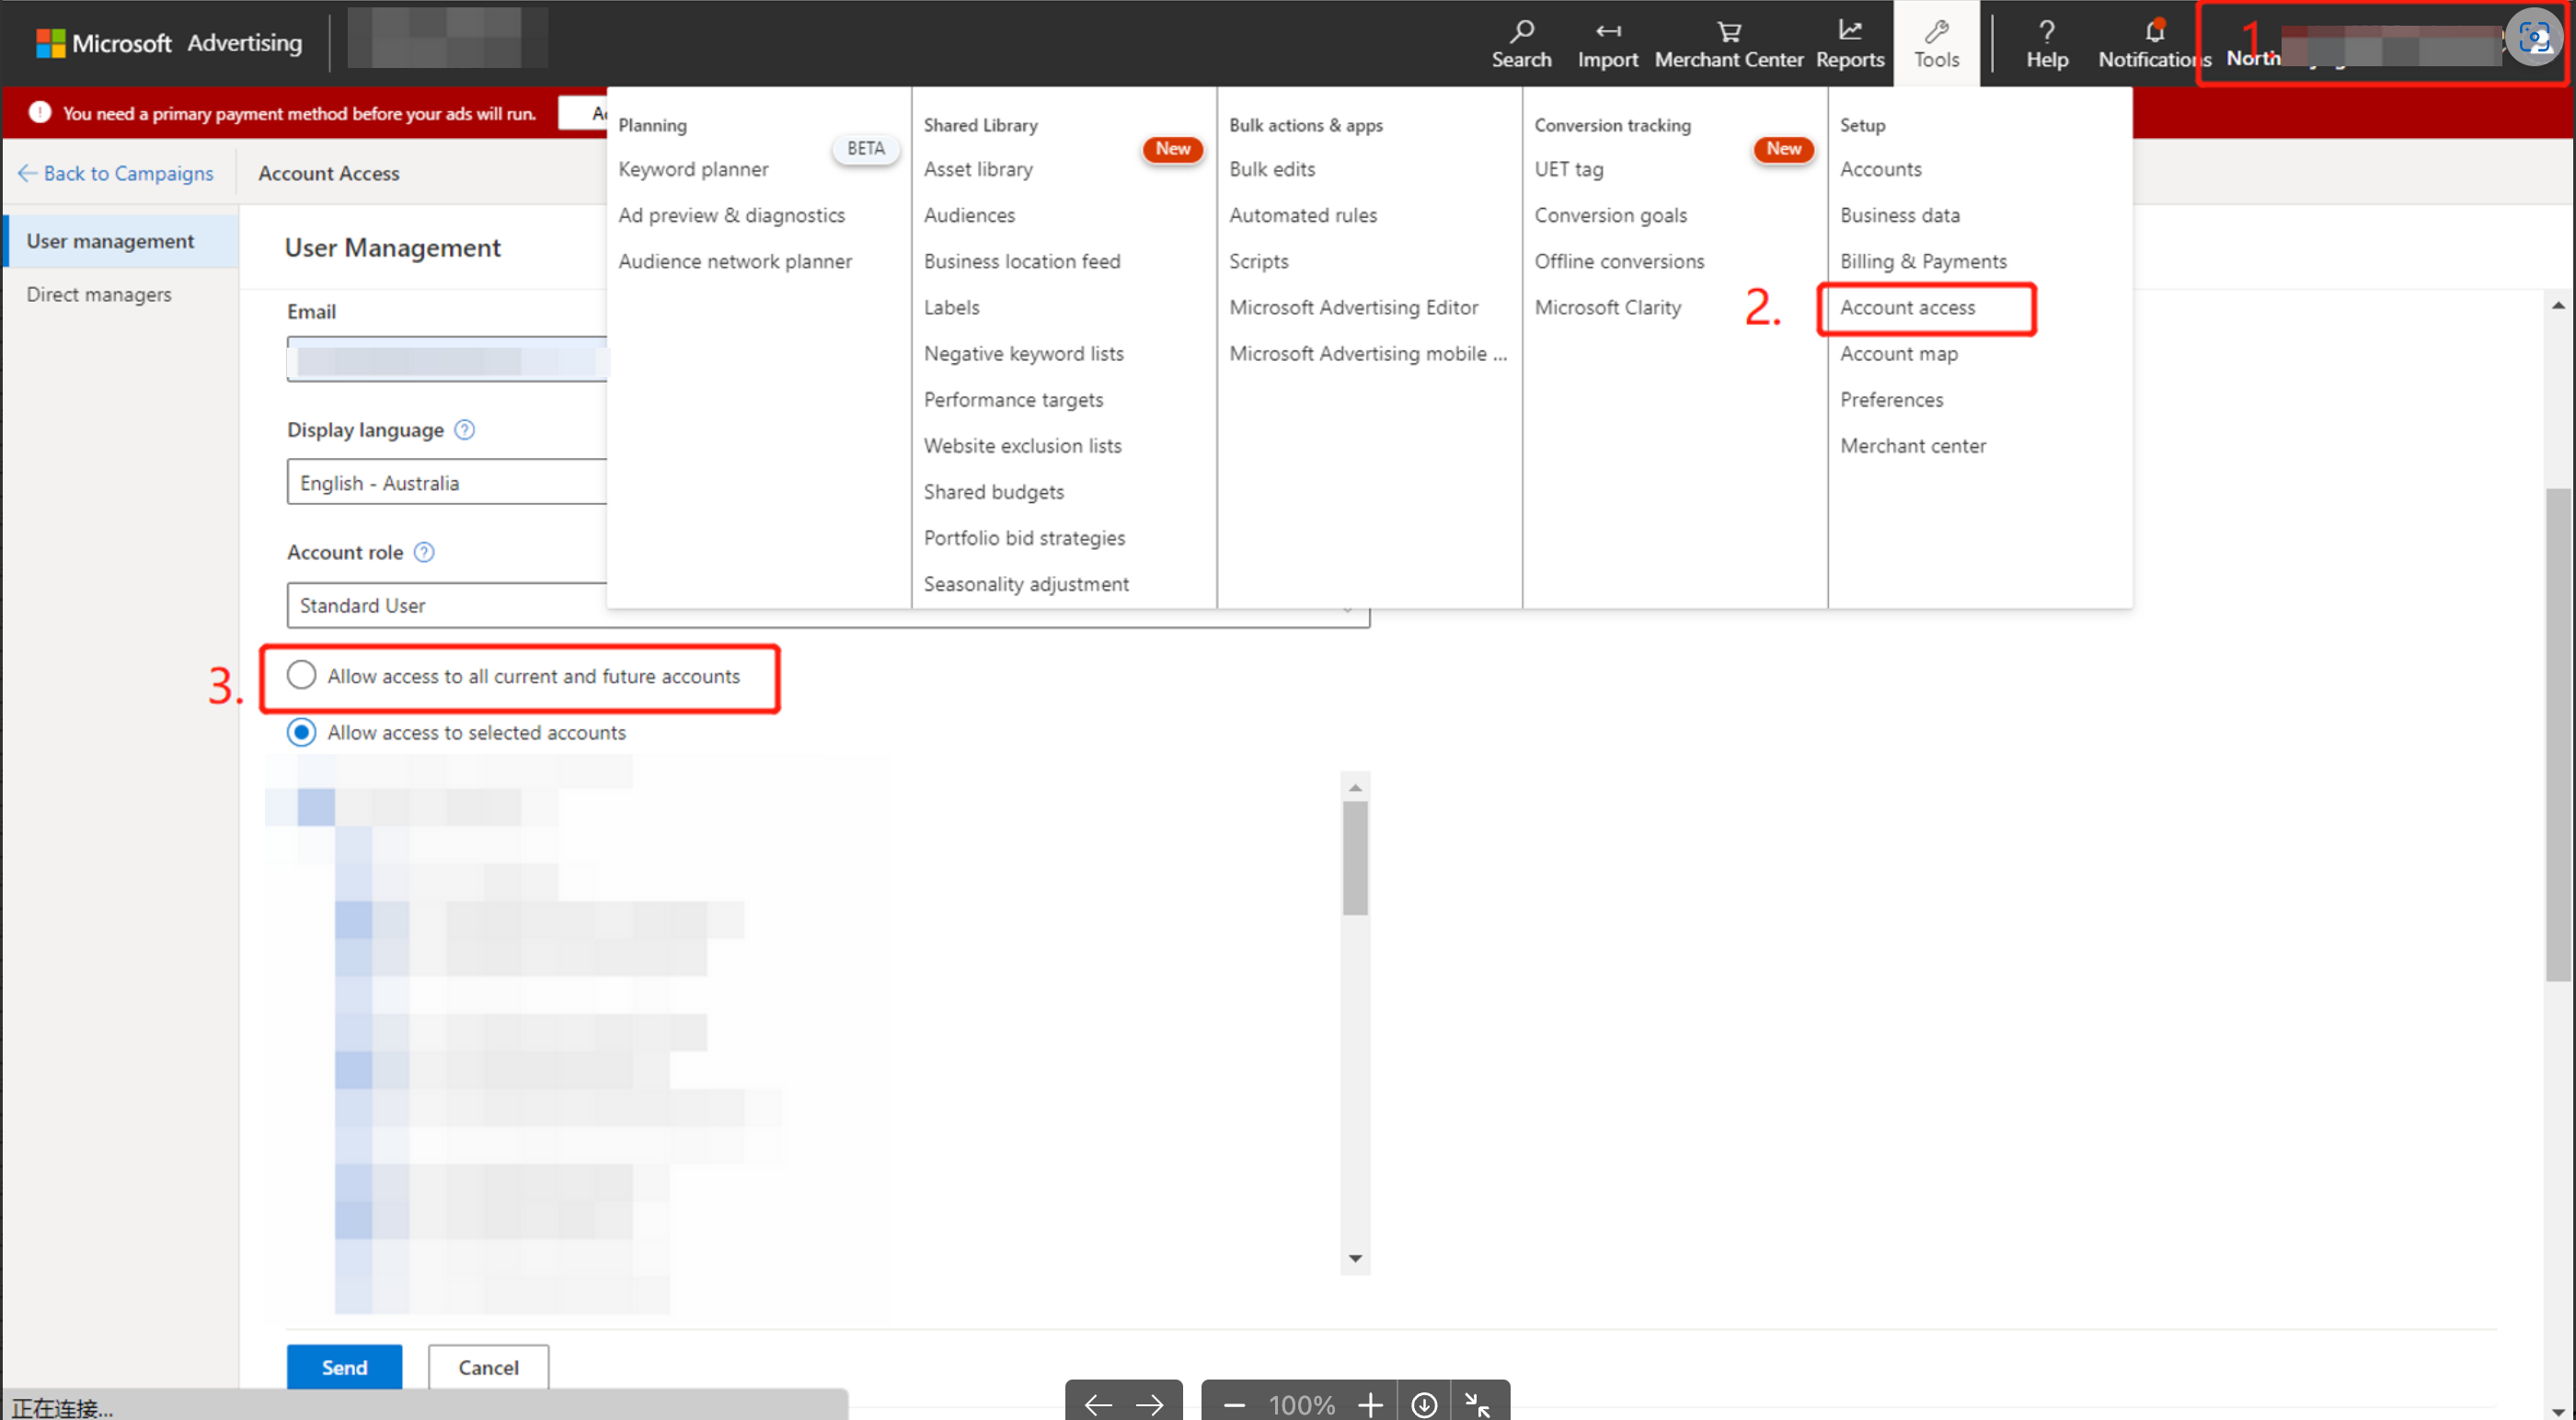 Microsoft Advertising
Search
Import
Merchant Center
Reports
Tools
Help
Notifications
1.
North
You need a primary payment method before your ads will run.
Back to Campaigns
Account Access
User management
Direct managers
User Management
Email
Display language ?
English - Australia
Account role ?
Standard User
Planning
BETA
Keyword planner
Ad preview & diagnostics
Audience network planner
Shared Library
New
Asset library
Audiences
Business location feed
Labels
Negative keyword lists
Performance targets
Website exclusion lists
Shared budgets
Portfolio bid strategies
Seasonality adjustment
Bulk actions & apps
Bulk edits
Automated rules
Scripts
Microsoft Advertising Editor
Microsoft Advertising mobile ...
Conversion tracking
New
UET tag
Conversion goals
Offline conversions
Microsoft Clarity
Setup
Accounts
Business data
Billing & Payments
2.
Account access
Account map
Preferences
Merchant center
3.
Allow access to all current and future accounts
Allow access to selected accounts
Send
Cancel
正在连接...
100%